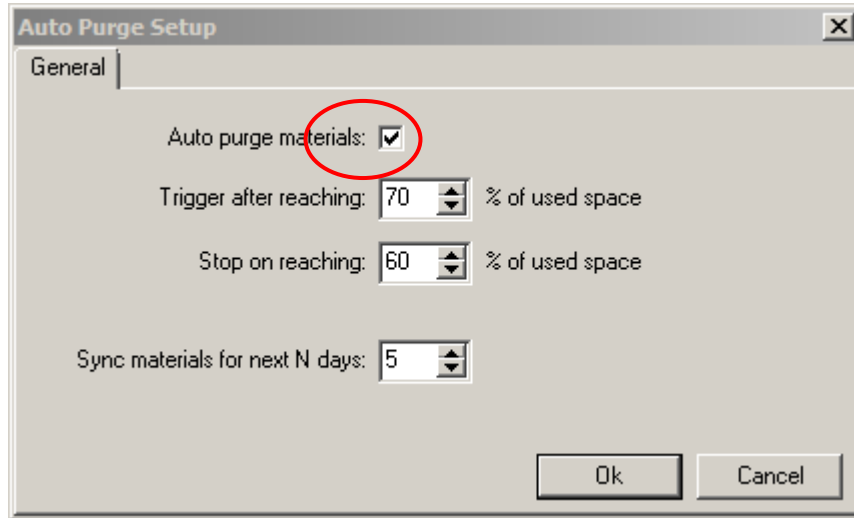 Auto Purge Setup
General
Auto purge materials:
Trigger after reaching: 70 % of used space
Stop on reaching: 60 % of used space
Sync materials for next N days: 5
Ok Cancel